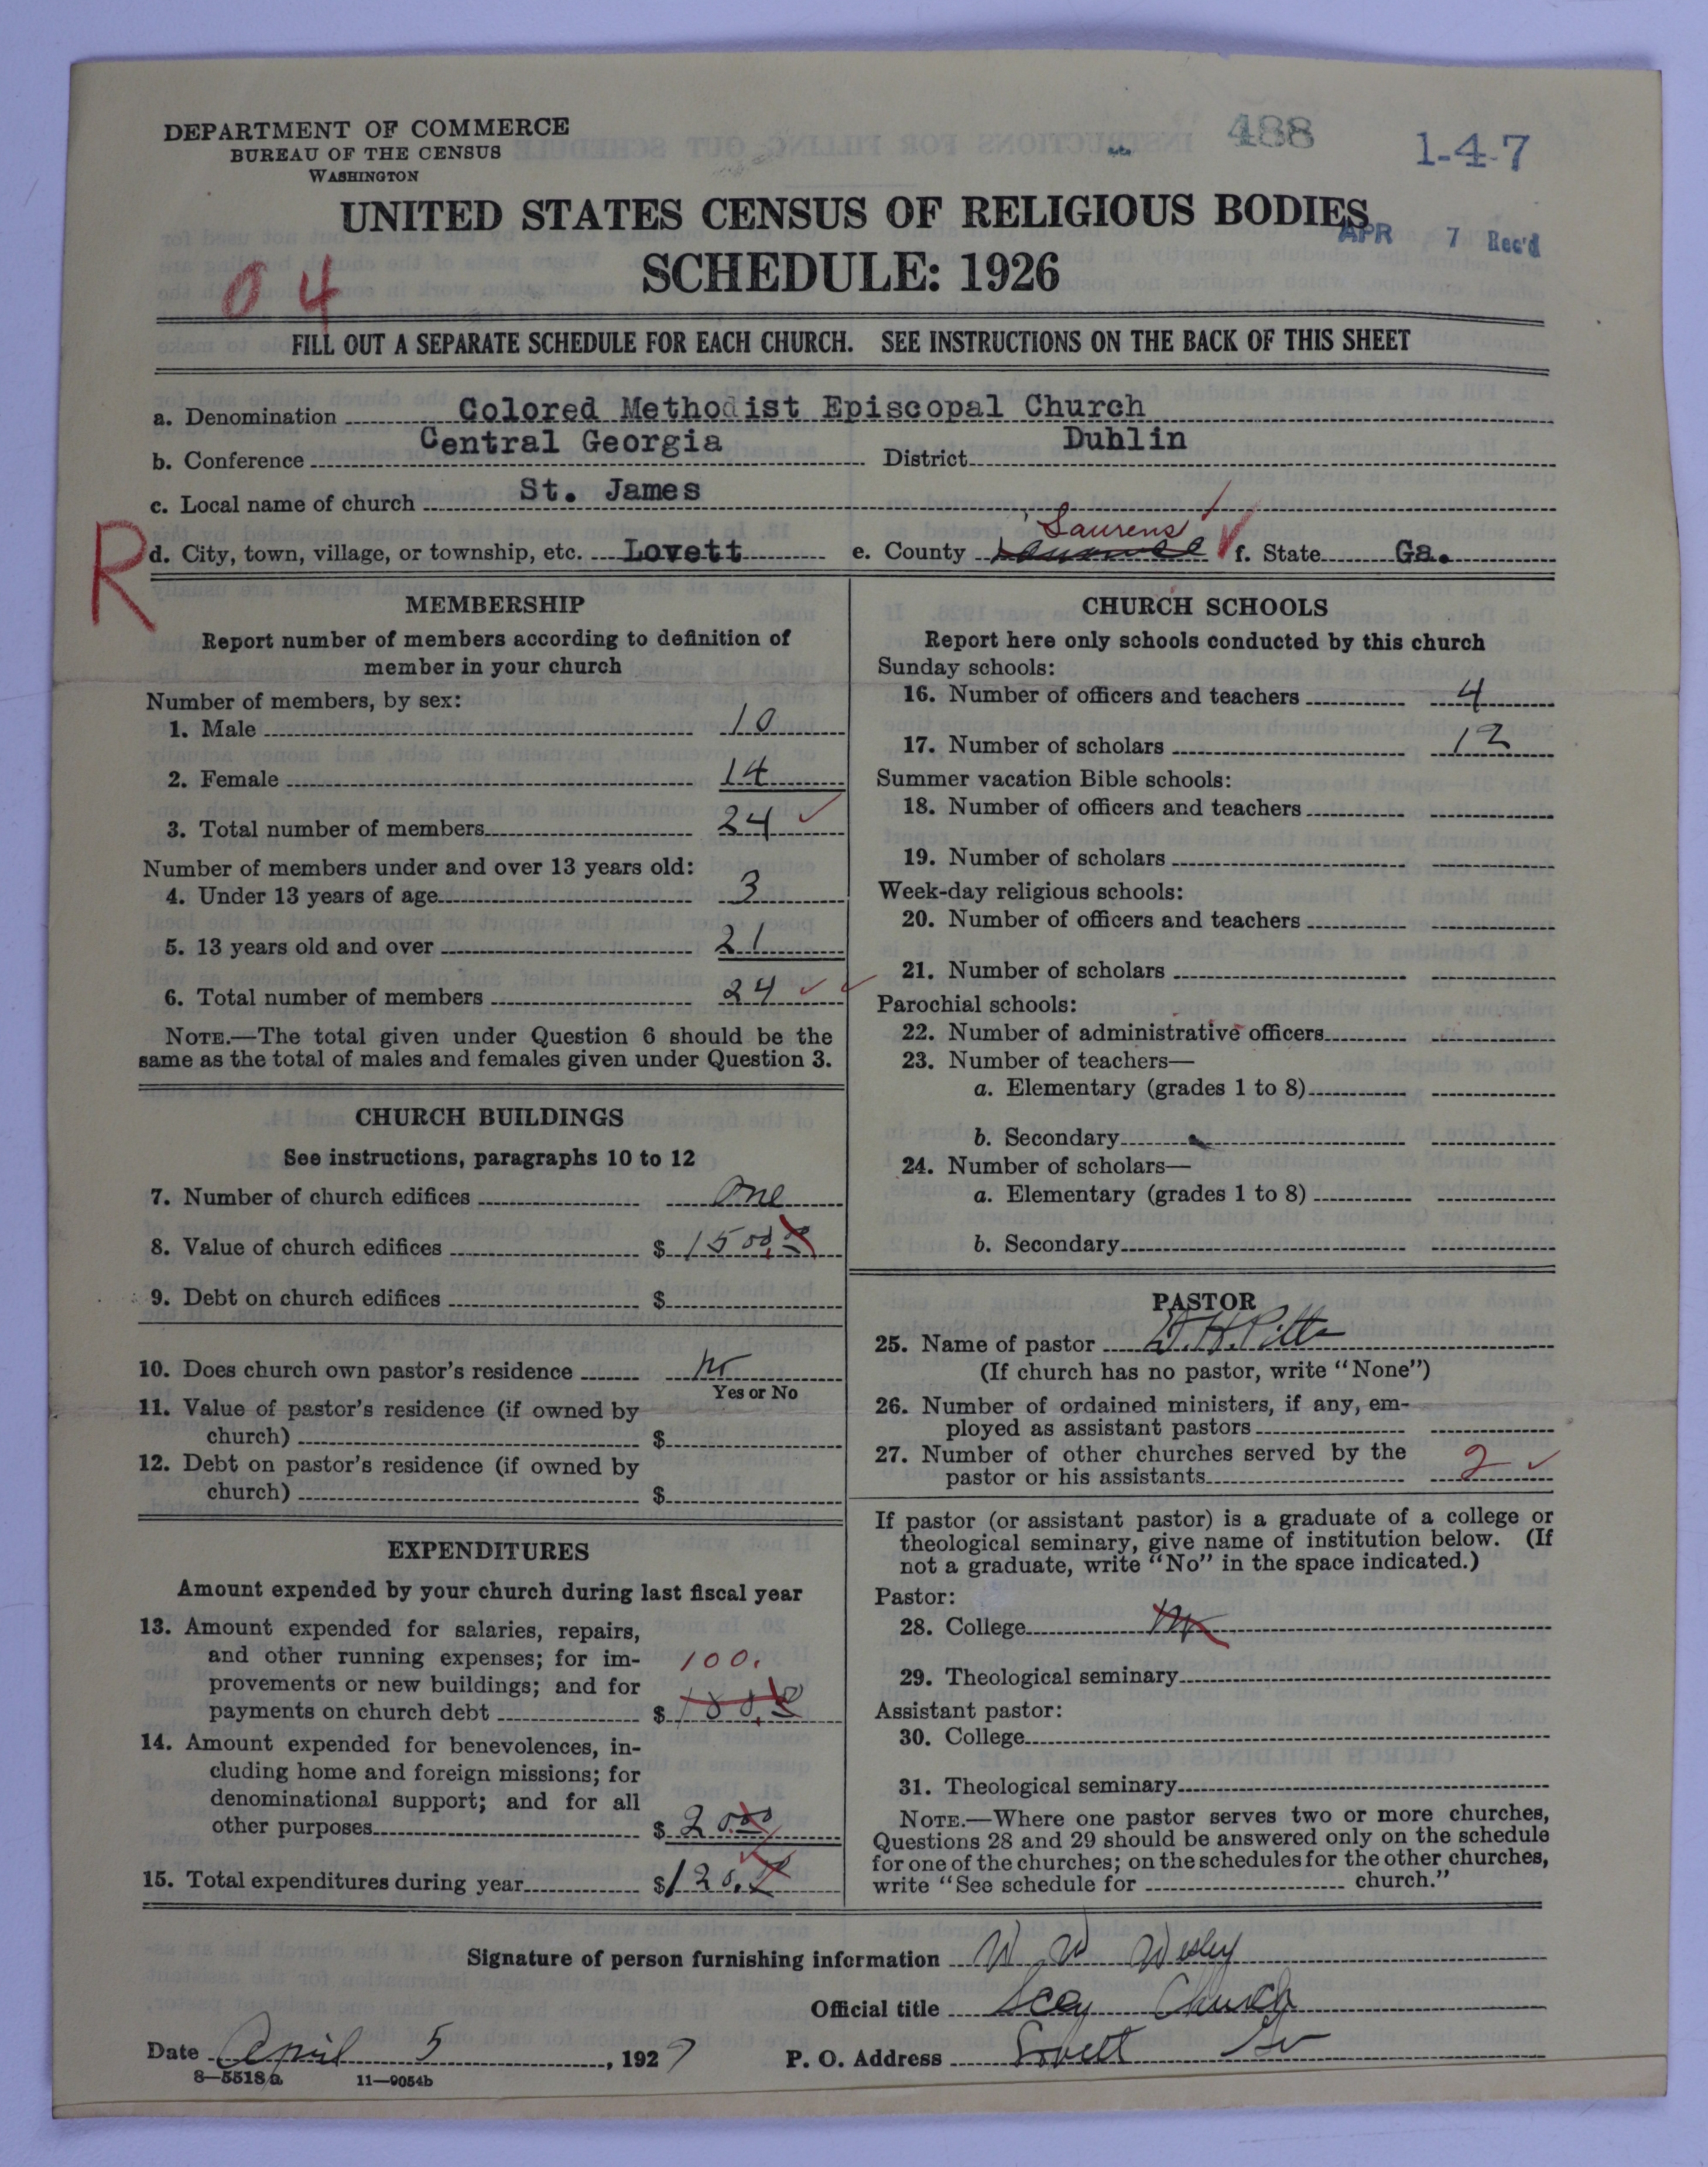 DEPARTMENT OF COMMERCE
BUREAU OF THE CENSUS
WASHINGTON
488
1-4-7
UNITED STATES CENSUS OF RELIGIOUS BODIES
APR 7 Rec'd
SCHEDULE: 1926
04
FILL OUT A SEPARATE SCHEDULE FOR EACH CHURCH. SEE INSTRUCTIONS ON THE BACK OF THIS SHEET
a. Denomination Colored Methodist Episcopal Church
b. Conference Central Georgia District Dublin
c. Local name of church St. James
R
d. City, town, village, or township, etc. Lovett e. County Laurens f. State Ga.
MEMBERSHIP
Report number of members according to definition of
member in your church
Number of members, by sex:
1. Male 10
2. Female 14
3. Total number of members 24
Number of members under and over 13 years old:
4. Under 13 years of age 3
5. 13 years old and over 21
6. Total number of members 24
NOTE.—The total given under Question 6 should be the
same as the total of males and females given under Question 3.
CHURCH BUILDINGS
See instructions, paragraphs 10 to 12
7. Number of church edifices One
8. Value of church edifices $ 1500.00
9. Debt on church edifices $
10. Does church own pastor's residence No
Yes or No
11. Value of pastor's residence (if owned by
church) $
12. Debt on pastor's residence (if owned by
church) $
EXPENDITURES
Amount expended by your church during last fiscal year
13. Amount expended for salaries, repairs,
and other running expenses; for im- 100.
provements or new buildings; and for
payments on church debt $ 100.00
14. Amount expended for benevolences, in-
cluding home and foreign missions; for
denominational support; and for all
other purposes $ 20.00
15. Total expenditures during year $ 120.00
CHURCH SCHOOLS
Report here only schools conducted by this church
Sunday schools:
16. Number of officers and teachers 4
17. Number of scholars 12
Summer vacation Bible schools:
18. Number of officers and teachers
19. Number of scholars
Week-day religious schools:
20. Number of officers and teachers
21. Number of scholars
Parochial schools:
22. Number of administrative officers
23. Number of teachers—
a. Elementary (grades 1 to 8)
b. Secondary
24. Number of scholars—
a. Elementary (grades 1 to 8)
b. Secondary
PASTOR
25. Name of pastor H. Pitts
(If church has no pastor, write "None")
26. Number of ordained ministers, if any, em-
ployed as assistant pastors
27. Number of other churches served by the
pastor or his assistants 2
If pastor (or assistant pastor) is a graduate of a college or
theological seminary, give name of institution below. (If
not a graduate, write "No" in the space indicated.)
Pastor:
28. College No
29. Theological seminary
Assistant pastor:
30. College
31. Theological seminary
NOTE.—Where one pastor serves two or more churches,
Questions 28 and 29 should be answered only on the schedule
for one of the churches; on the schedules for the other churches,
write "See schedule for church."
Signature of person furnishing information W W Wesley
Official title Secy Church
Date April 5, 1927 P. O. Address Lovett Ga
8—5518a 11—9054b